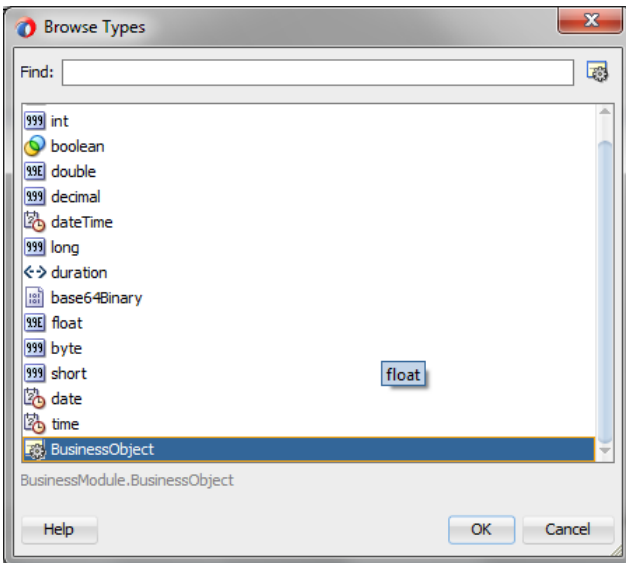 Browse Types
Find:
int
boolean
double
decimal
dateTime
long
duration
base64Binary
float
byte
short
float
date
time
BusinessObject
BusinessModule.BusinessObject
Help
OK
Cancel